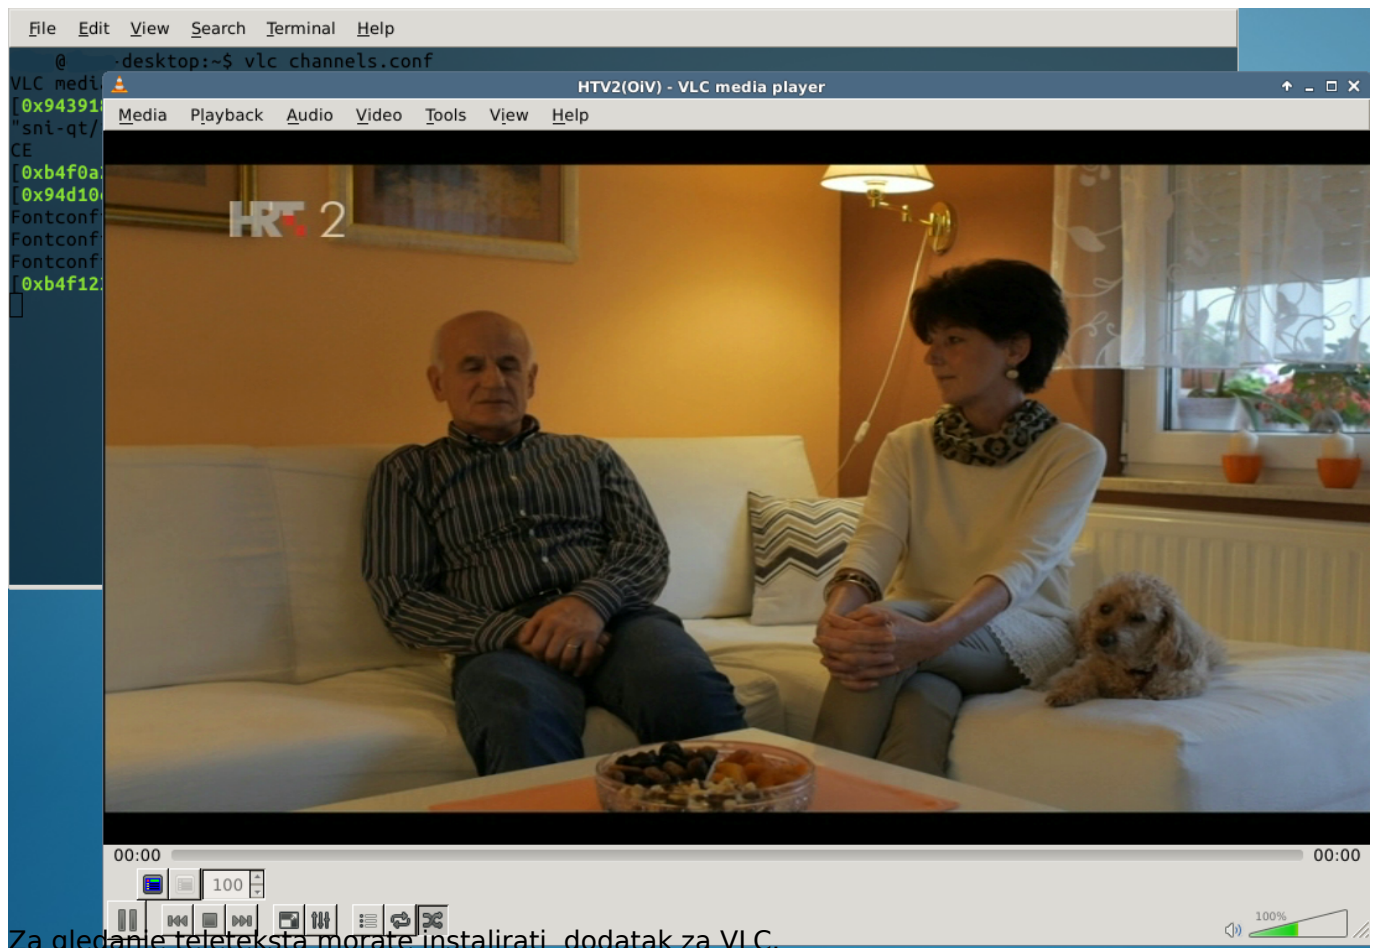 File Edit View Search Terminal Help
@ -desktop:~$ vlc channels.conf
VLC medi
HTV2(OiV) - VLC media player
[0x94391
Media Playback Audio Video Tools View Help
"sni-qt/
CE
[0xb4f0a
[0x94d10
Fontconf
HRT 2
Fontconf
Fontconf
[0xb4f12
00:00 00:00
100
100%
Za gledanje teleteksta morate instalirati dodatak za VLC.